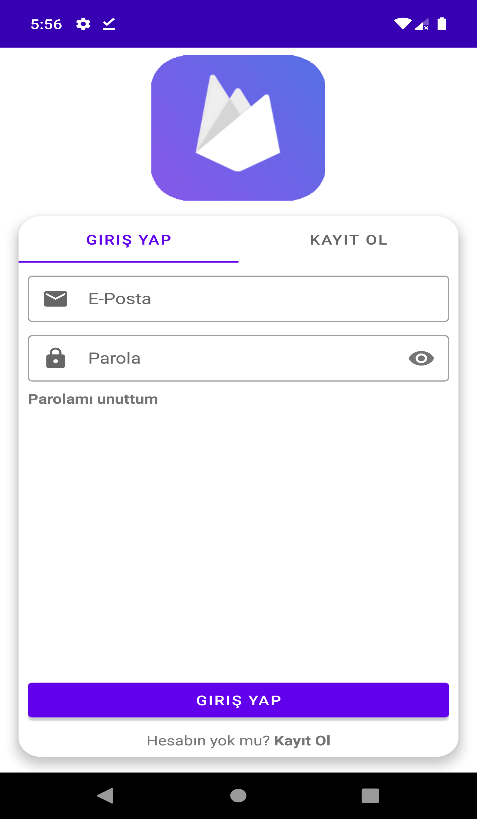 5:56
GIRIŞ YAP
KAYIT OL
E-Posta
Parola
Parolamı unuttum
GIRIŞ YAP
Hesabın yok mu? Kayıt Ol